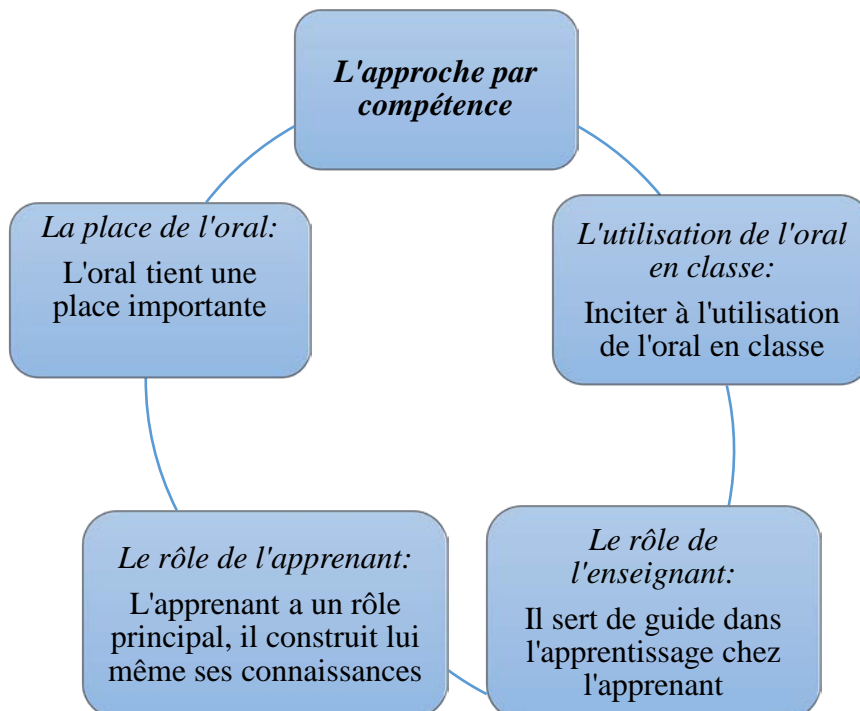 L'approche par
compétence
La place de l'oral:
L'oral tient une
place importante
L'utilisation de l'oral
en classe:
Inciter à l'utilisation
de l'oral en classe
Le rôle de l'apprenant:
L'apprenant a un rôle
principal, il construit lui
même ses connaissances
Le rôle de
l'enseignant:
Il sert de guide dans
l'apprentissage chez
l'apprenant